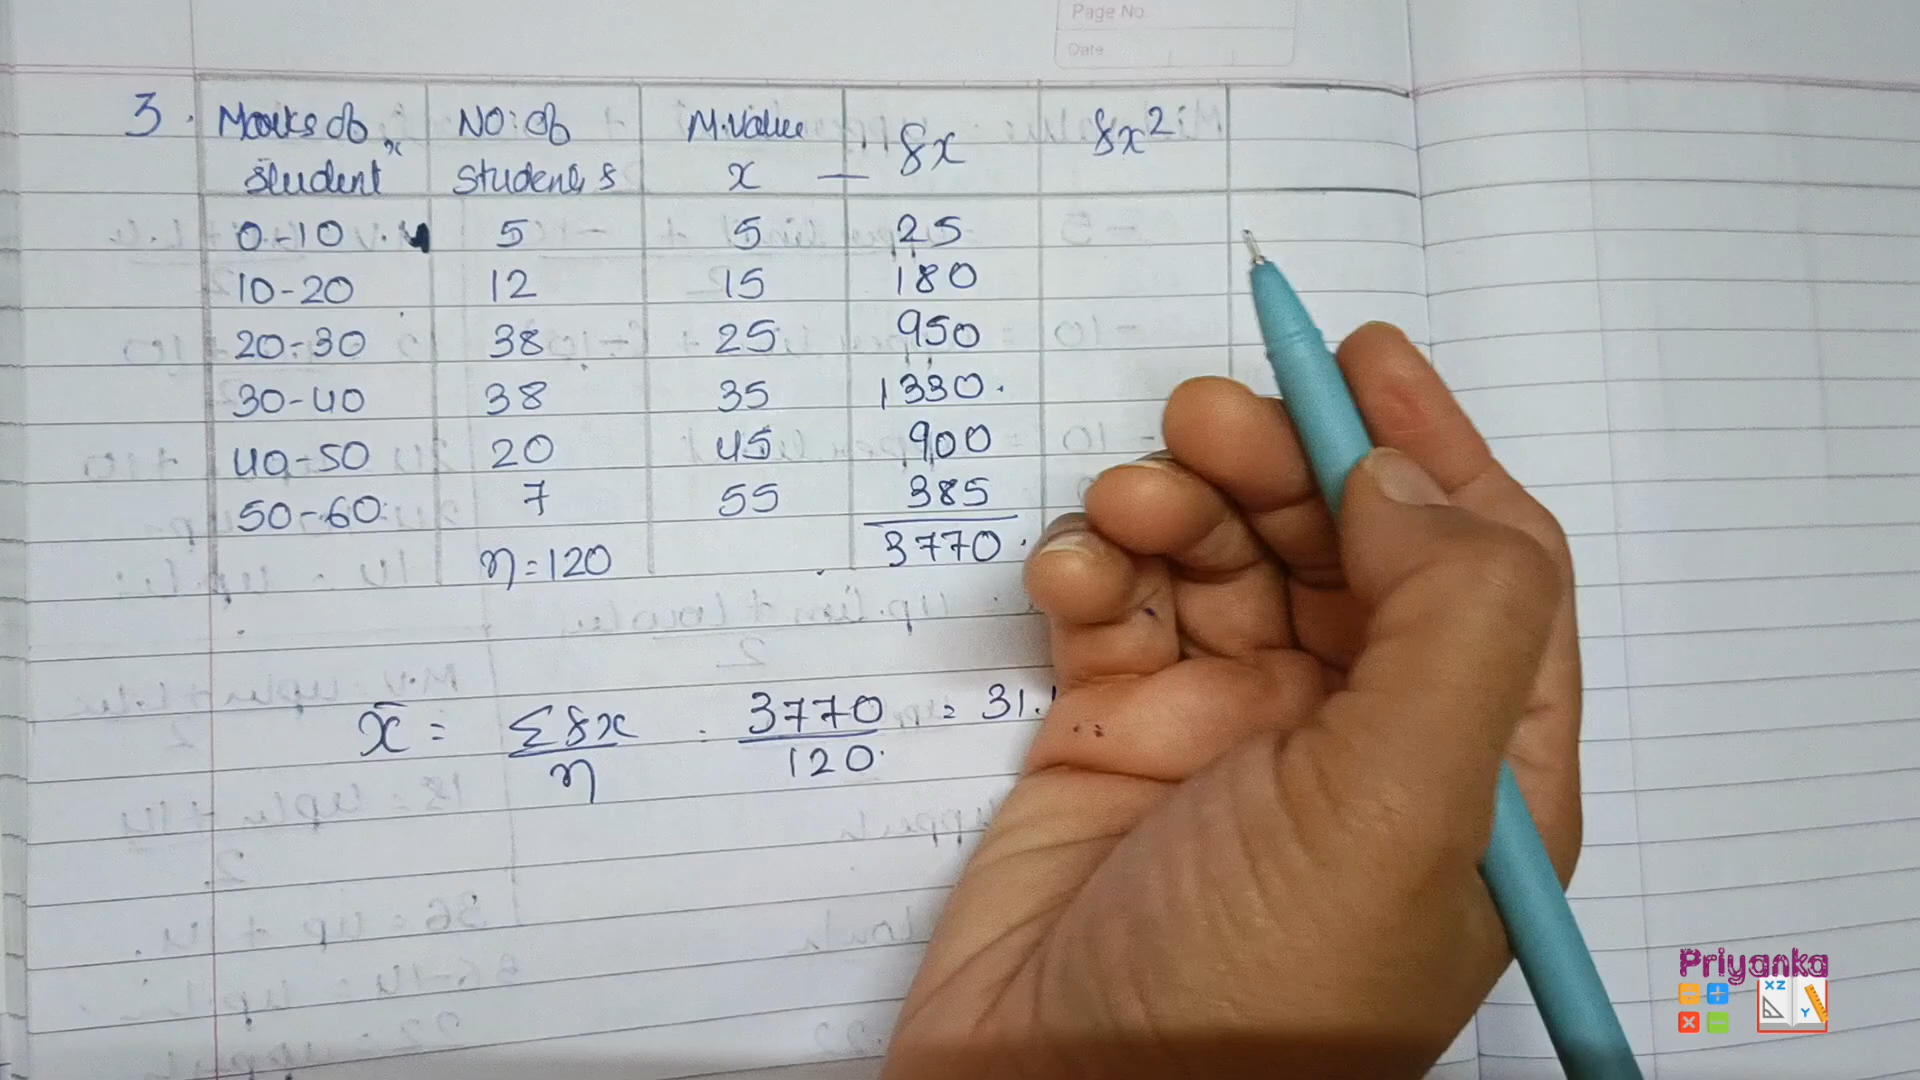 Page No.
Date
3. Marks of student x No: of students M.value x fx fx²
0-10 5 5 25
10-20 12 15 180
20-30 38 25 950
30-40 38 35 1330.
40-50 20 45 900
50-60 7 55 385
n=120 3770.
x̄ = Σfx / n = 3770 / 120 = 31.
Priyanka
XZ
Y